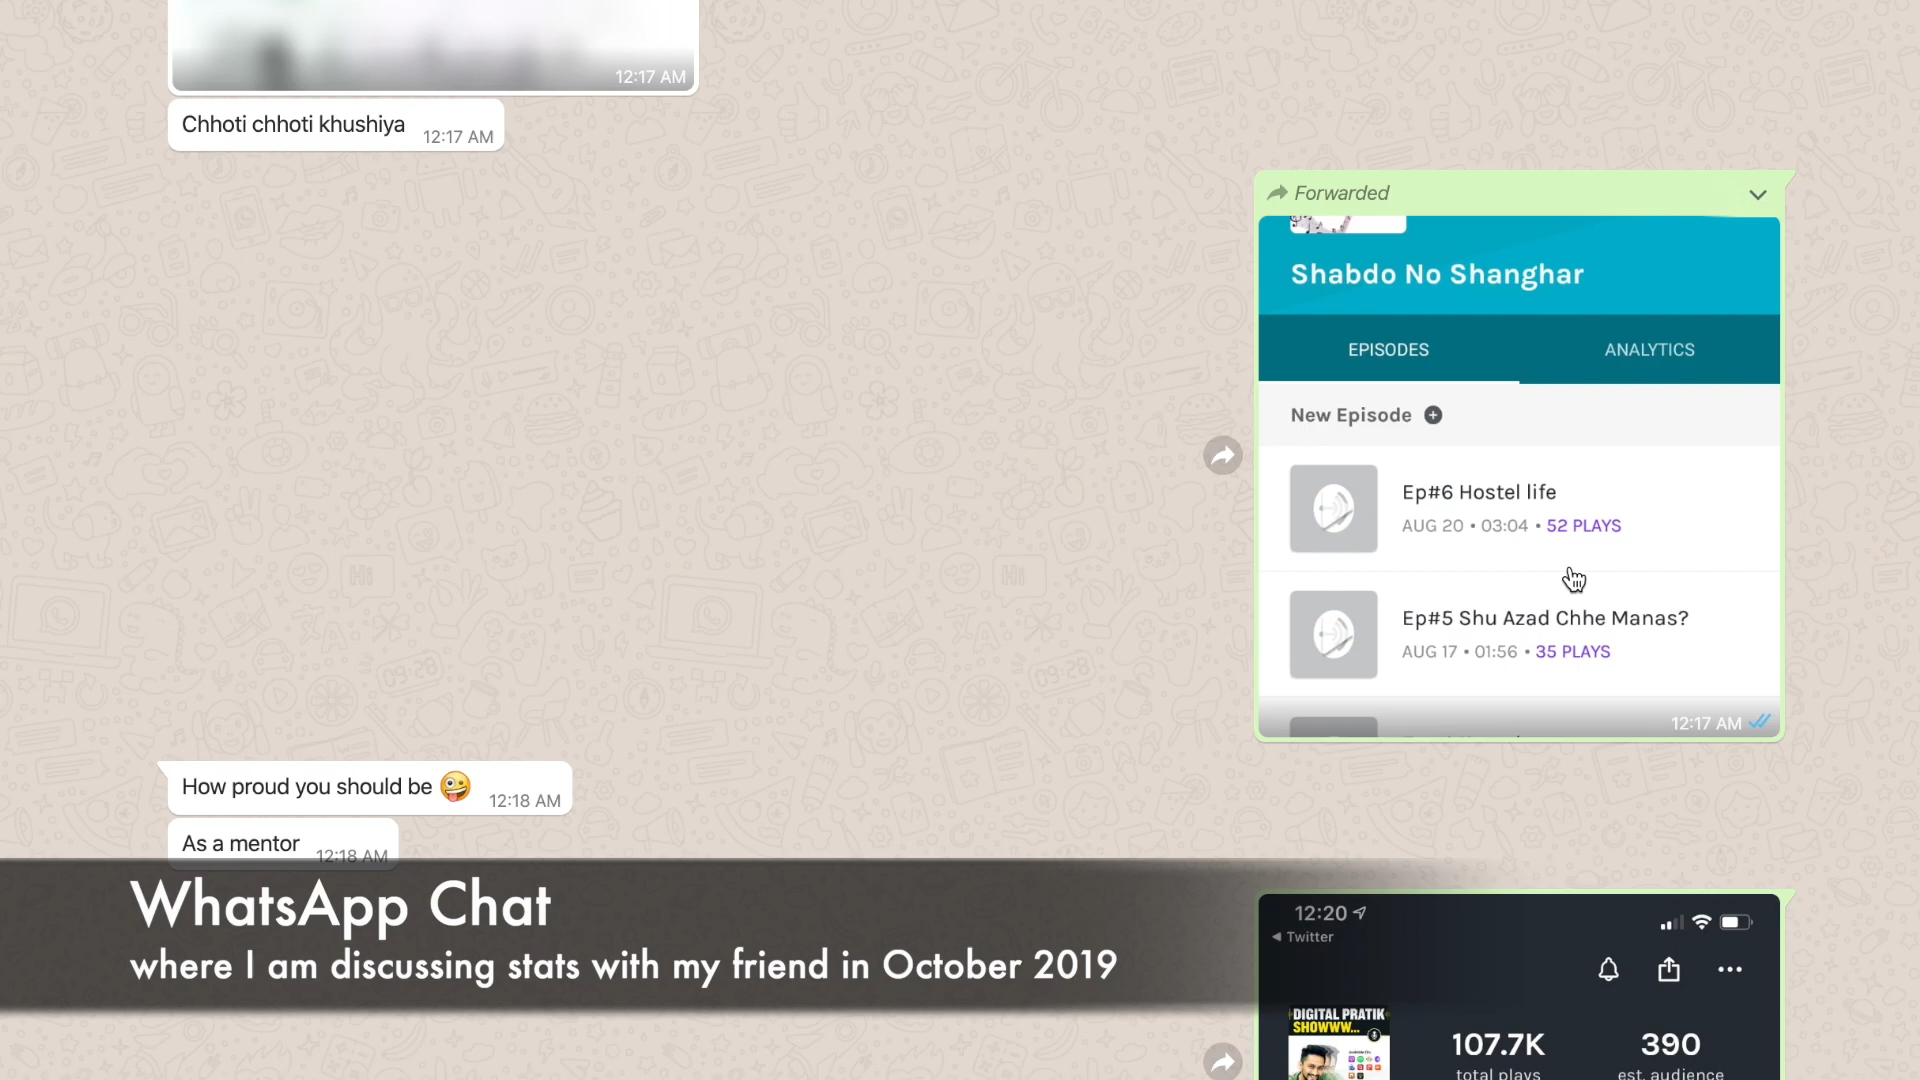 12:17 AM
Chhoti chhoti khushiya 12:17 AM
Forwarded
Shabdo No Shanghar
EPISODES ANALYTICS
New Episode
Ep#6 Hostel life
AUG 20 • 03:04 • 52 PLAYS
Ep#5 Shu Azad Chhe Manas?
AUG 17 • 01:56 • 35 PLAYS
12:17 AM
How proud you should be 🤪 12:18 AM
As a mentor 12:18 AM
WhatsApp Chat
where I am discussing stats with my friend in October 2019
12:20
Twitter
DIGITAL PRATIK
SHOWWW...
107.7K 390
total plays est. audience